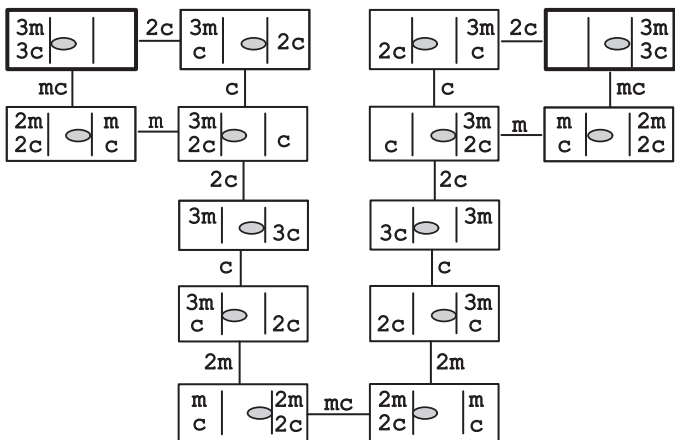 3m 2c 3m 2c 3m 2c 3m
3c c 2c c 3c
mc c c mc
2m m m 3m 3m m m 2m
2c c 2c c c 2c c 2c
2c 2c
3m 3c 3c 3m
c c
3m 3m
c 2c 2c c
2m 2m
m 2m mc 2m m
c 2c 2c c